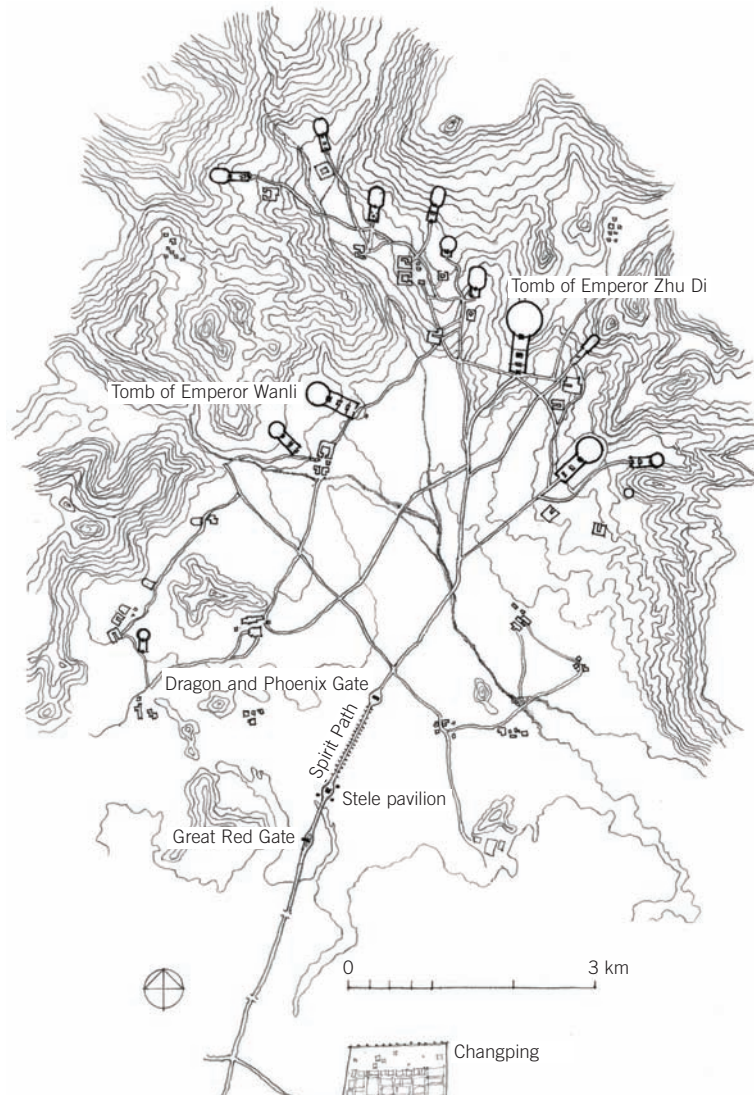 Tomb of Emperor Zhu Di
Tomb of Emperor Wanli
Dragon and Phoenix Gate
Spirit Path
Stele pavilion
Great Red Gate
0 3 km
Changping